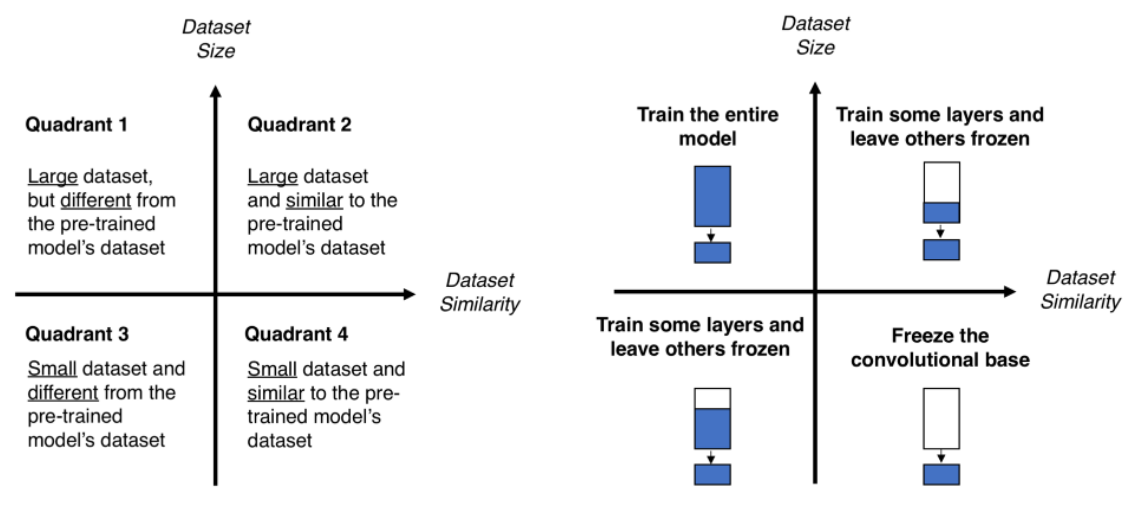 Dataset
Size
Quadrant 1
Large dataset,
but different from
the pre-trained
model's dataset
Quadrant 2
Large dataset
and similar to the
pre-trained
model's dataset
Dataset
Similarity
Quadrant 3
Small dataset and
different from the
pre-trained
model's dataset
Quadrant 4
Small dataset and
similar to the pre-
trained model's
dataset
Dataset
Size
Train the entire
model
Train some layers and
leave others frozen
Dataset
Similarity
Train some layers and
leave others frozen
Freeze the
convolutional base